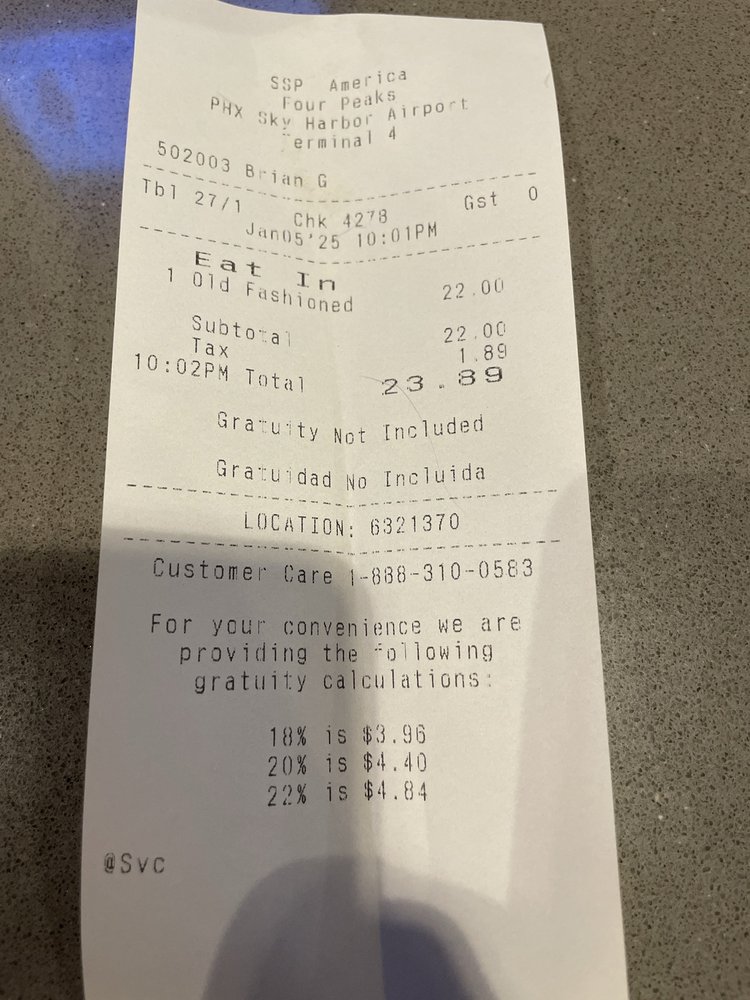 SSP America
Four Peaks
PHX Sky Harbor Airport
Terminal 4
502003 Brian G
Tbl 27/1 Chk 4278 Gst 0
Jan05'25 10:01PM
Eat In
1 Old Fashioned 22.00
Subtotal 22.00
Tax 1.89
10:02PM Total 23.89
Gratuity Not Included
Gratuidad No Incluida
LOCATION: 6321370
Customer Care 1-888-310-0583
For your convenience we are
providing the following
gratuity calculations:
18% is $3.96
20% is $4.40
22% is $4.84
@Svc